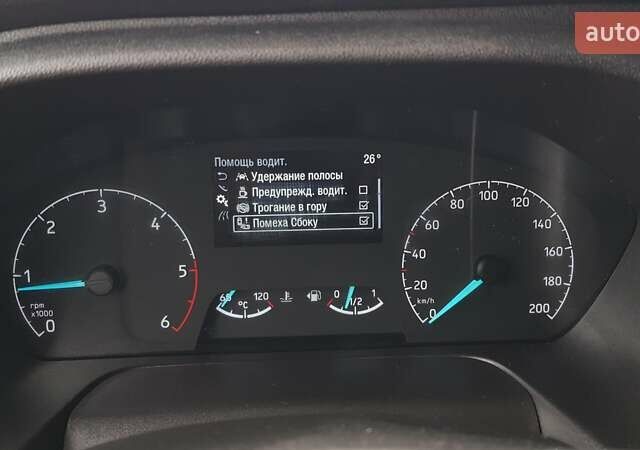 auto
Помощь водит. 26°
Удержание полосы
Предупрежд. водит.
Трогание в гору
Помеха Сбоку
0 1 2 3 4 5 6
rpm
x1000
65 °C 120
0 1/2 1
0 20 40 60 80 100 120 140 160 180 200
km/h